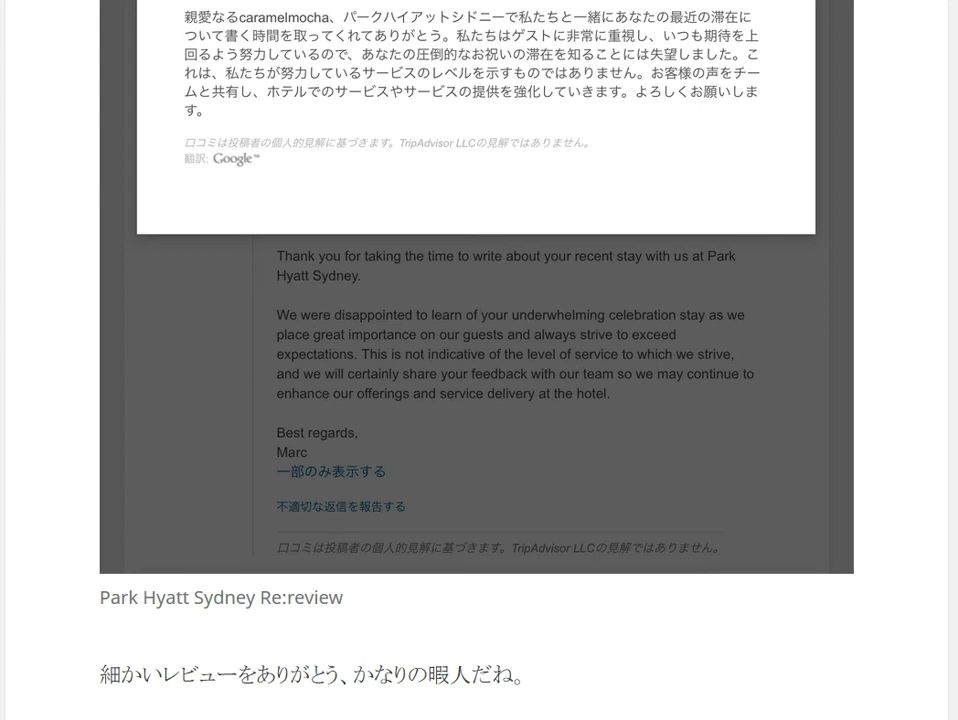 親愛なるcaramelmocha、パークハイアットシドニーで私たちと一緒にあなたの最近の滞在に
ついて書く時間を取ってくれてありがとう。私たちはゲストに非常に重視し、いつも期待を上
回るよう努力しているので、あなたの圧倒的なお祝いの滞在を知ることには失望しました。こ
れは、私たちが努力しているサービスのレベルを示すものではありません。お客様の声をチー
ムと共有し、ホテルでのサービスやサービスの提供を強化していきます。よろしくお願いしま
す。
口コミは投稿者の個人的見解に基づきます。TripAdvisor LLCの見解ではありません。
翻訳: Google™
Thank you for taking the time to write about your recent stay with us at Park
Hyatt Sydney.
We were disappointed to learn of your underwhelming celebration stay as we
place great importance on our guests and always strive to exceed
expectations. This is not indicative of the level of service to which we strive,
and we will certainly share your feedback with our team so we may continue to
enhance our offerings and service delivery at the hotel.
Best regards,
Marc
一部のみ表示する
不適切な返信を報告する
口コミは投稿者の個人的見解に基づきます。TripAdvisor LLCの見解ではありません。
Park Hyatt Sydney Re:review
細かいレビューをありがとう、かなりの暇人だね。